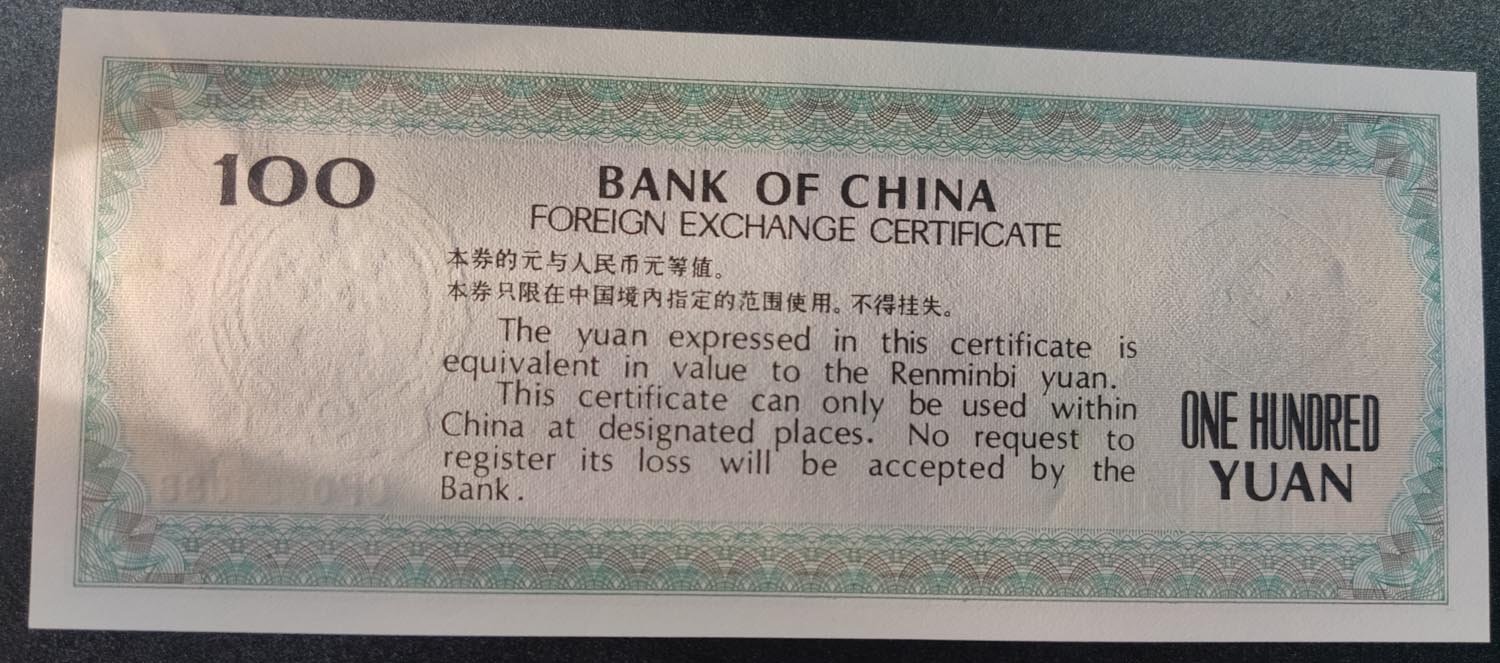 100
BANK OF CHINA
FOREIGN EXCHANGE CERTIFICATE
本券的元与人民币元等值。
本券只限在中国境内指定的范围使用。不得挂失。
The yuan expressed in this certificate is
equivalent in value to the Renminbi yuan.
This certificate can only be used within
China at designated places. No request to
register its loss will be accepted by the
Bank.
ONE HUNDRED
YUAN